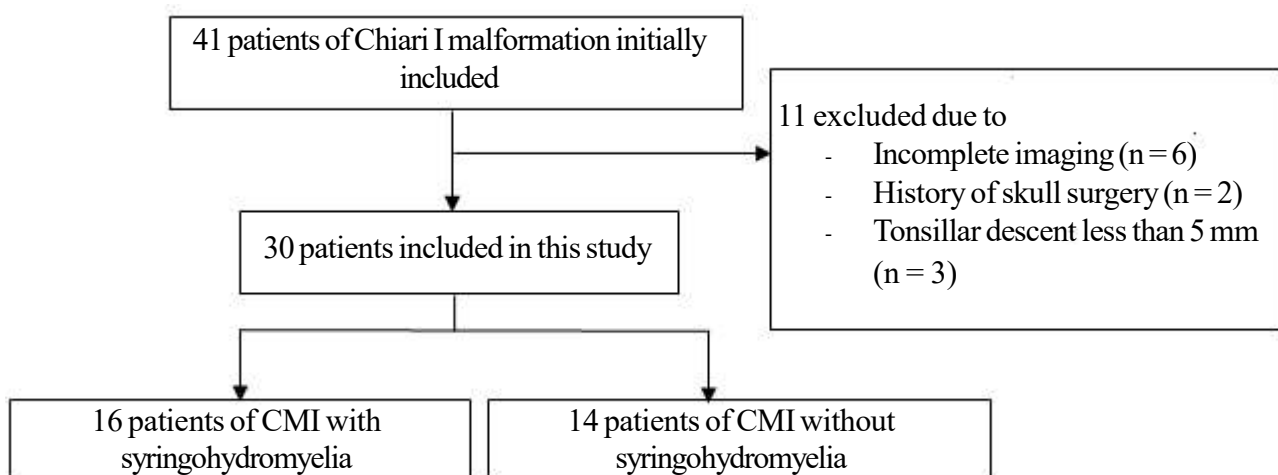 41 patients of Chiari I malformation initially
included
11 excluded due to
- Incomplete imaging (n = 6)
- History of skull surgery (n = 2)
- Tonsillar descent less than 5 mm
(n = 3)
30 patients included in this study
16 patients of CMI with
syringohydromyelia
14 patients of CMI without
syringohydromyelia